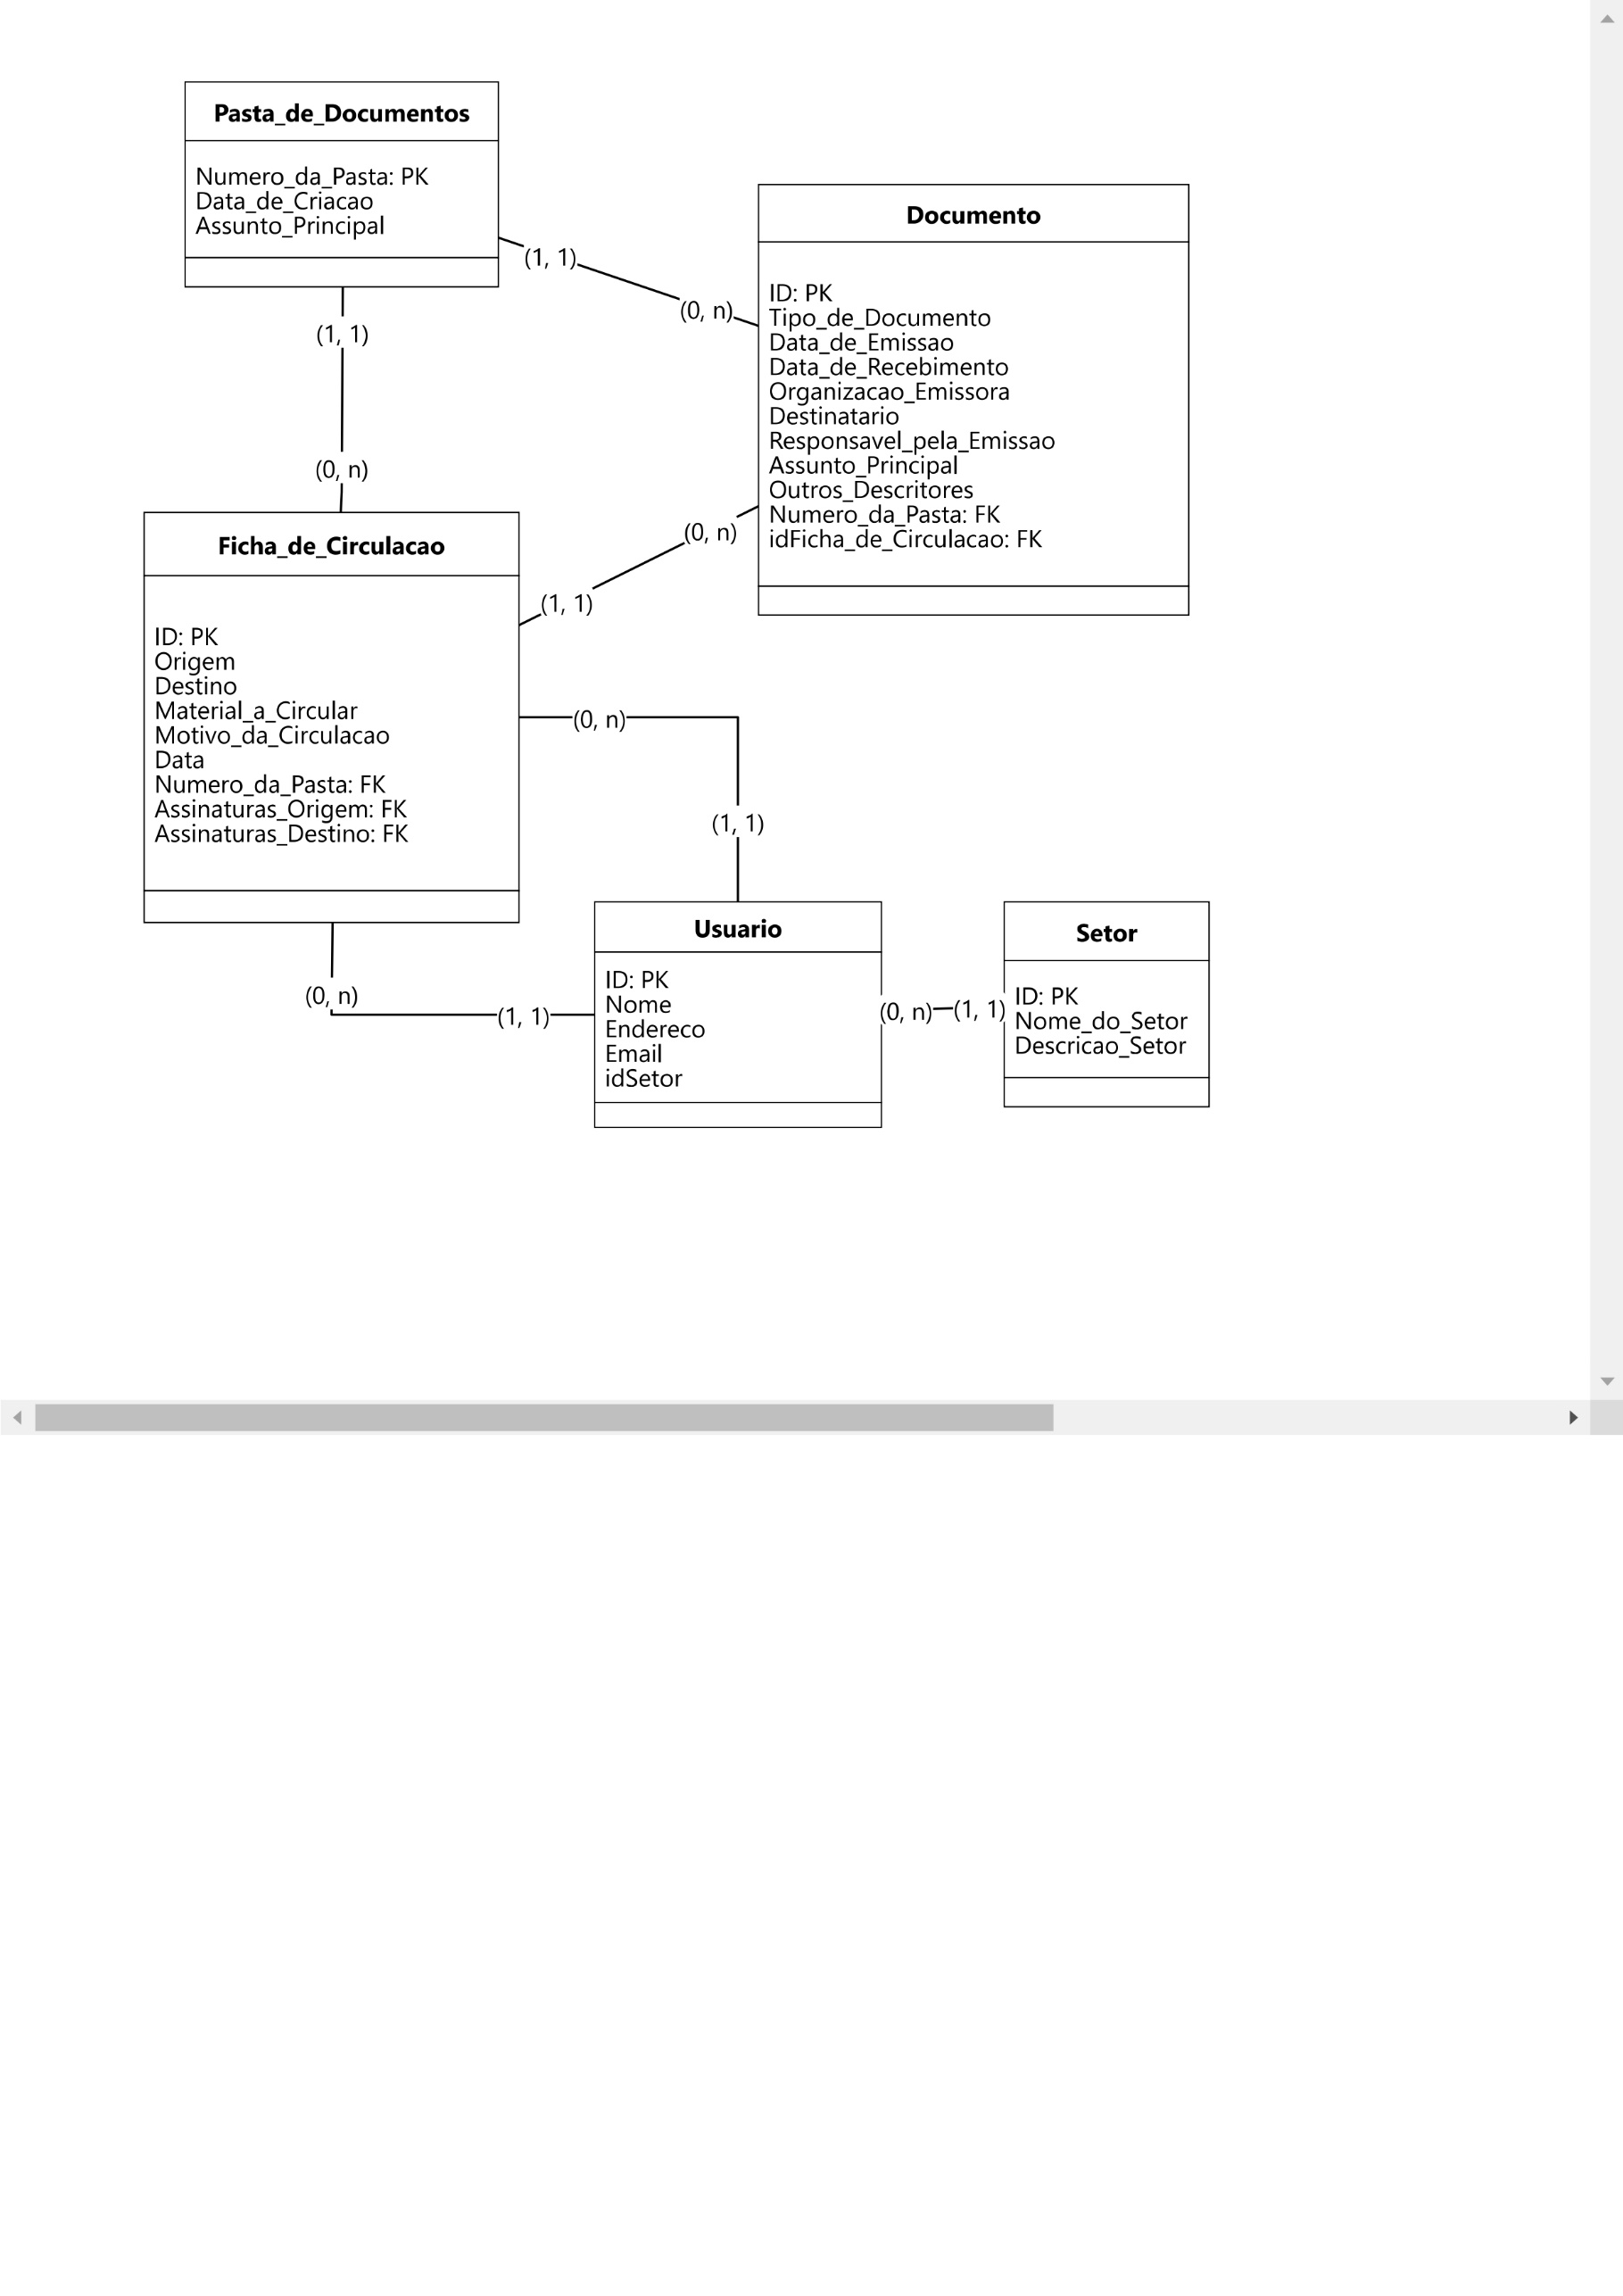 Pasta_de_Documentos
Numero_da_Pasta: PK
Data_de_Criacao
Assunto_Principal
(1, 1)
(0, n)
Documento
ID: PK
Tipo_de_Documento
Data_de_Emissao
Data_de_Recebimento
Organizacao_Emissora
Destinatario
Responsavel_pela_Emissao
Assunto_Principal
Outros_Descritores
Numero_da_Pasta: FK
idFicha_de_Circulacao: FK
(1, 1)
(0, n)
(0, n)
(1, 1)
Ficha_de_Circulacao
ID: PK
Origem
Destino
Material_a_Circular
Motivo_da_Circulacao
Data
Numero_da_Pasta: FK
Assinaturas_Origem: FK
Assinaturas_Destino: FK
(0, n)
(1, 1)
(0, n)
(1, 1)
Usuario
ID: PK
Nome
Endereco
Email
idSetor
(0, n)
(1, 1)
Setor
ID: PK
Nome_do_Setor
Descricao_Setor